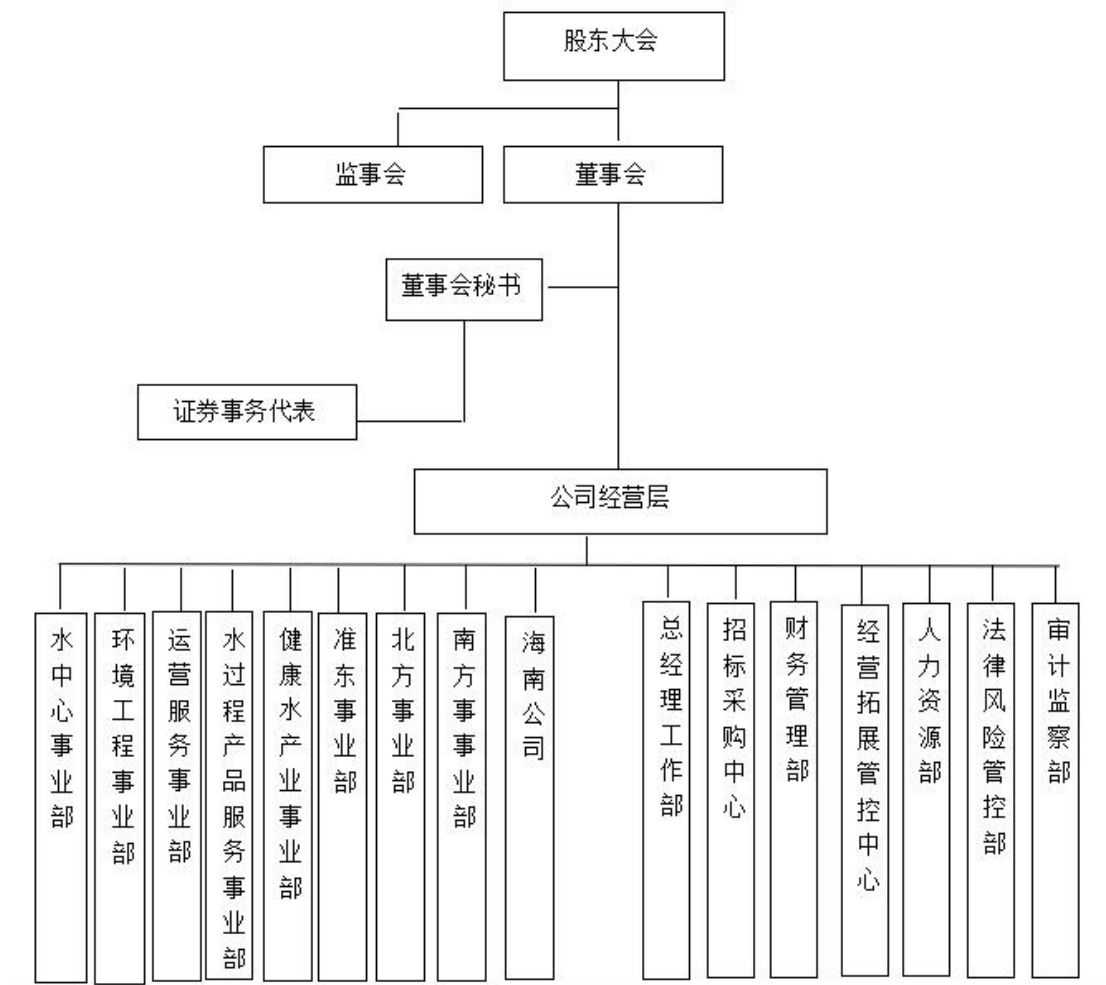 股东大会
监事会
董事会
董事会秘书
证券事务代表
公司经营层
水中心事业部
环境工程事业部
运营服务事业部
水过程产品服务事业部
健康水产业事业部
准东事业部
北方事业部
南方事事业部
海南公司
总经理工作部
招标采购中心
财务管理部
经营拓展管控中心
人力资源部
法律风险管控部
审计监察部